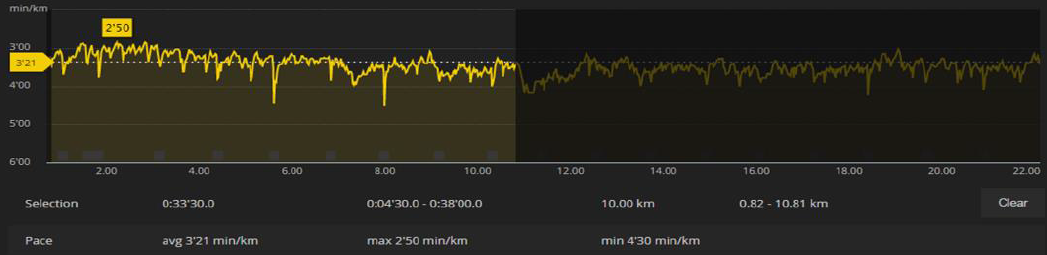 min/km
2'50
3'00
3'21
4'00
5'00
6'00
2.00 4.00 6.00 8.00 10.00 12.00 14.00 16.00 18.00 20.00 22.00
Selection 0:33'30.0 0:04'30.0 - 0:38'00.0 10.00 km 0.82 - 10.81 km Clear
Pace avg 3'21 min/km max 2'50 min/km min 4'30 min/km